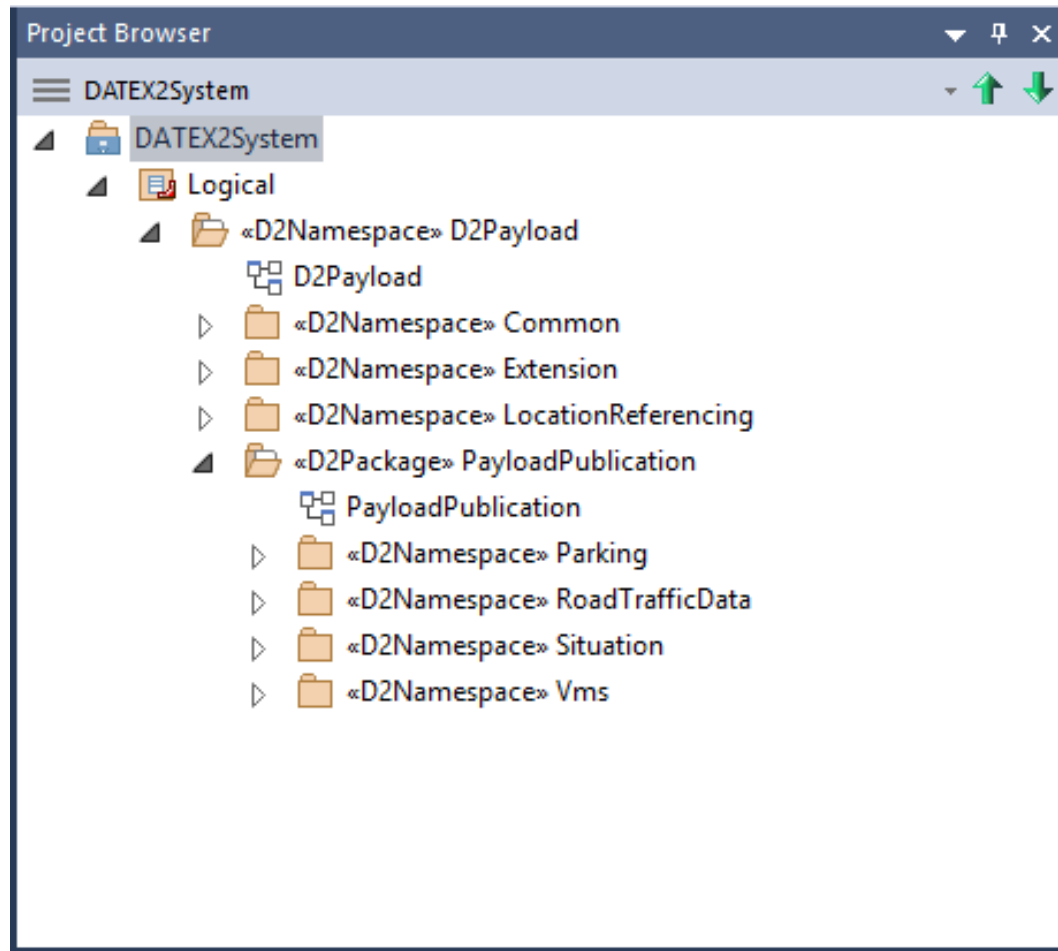 Project Browser
DATEX2System
DATEX2System
Logical
«D2Namespace» D2Payload
D2Payload
«D2Namespace» Common
«D2Namespace» Extension
«D2Namespace» LocationReferencing
«D2Package» PayloadPublication
PayloadPublication
«D2Namespace» Parking
«D2Namespace» RoadTrafficData
«D2Namespace» Situation
«D2Namespace» Vms